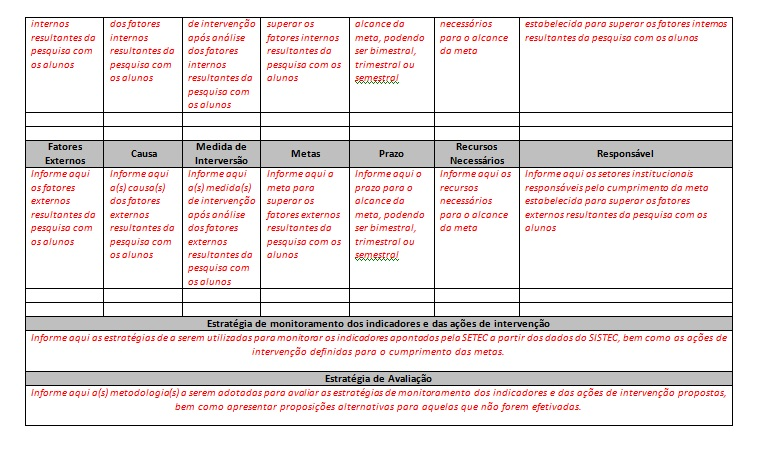 internos
resultantes da
pesquisa com
os alunos
dos fatores
internos
resultantes da
pesquisa com
os alunos
de intervenção
após análise
dos fatores
internos
resultantes da
pesquisa com
os alunos
superar os
fatores internos
resultantes da
pesquisa com os
alunos
alcance da
meta, podendo
ser bimestral,
trimestral ou
semestral
necessários
para o alcance
da meta
estabelecida para superar os fatores internos
resultantes da pesquisa com os alunos
Fatores
Externos
Causa
Medida de
Interversão
Metas
Prazo
Recursos
Necessários
Responsável
Informe aqui
os fatores
externos
resultantes da
pesquisa com
os alunos
Informe aqui
a(s) causa(s)
dos fatores
externos
resultantes da
pesquisa com
os alunos
Informe aqui
a(s) medida(s)
de intervenção
após análise
dos fatores
externos
resultantes da
pesquisa com
os alunos
Informe aqui a
meta para
superar os
fatores externos
resultantes da
pesquisa com os
alunos
Informe aqui o
prazo para o
alcance da
meta, podendo
ser bimestral,
trimestral ou
semestral
Informe aqui os
recursos
necessários
para o alcance
da meta
Informe aqui os setores institucionais
responsáveis pelo cumprimento da meta
estabelecida para superar os fatores
externos resultantes da pesquisa com os
alunos
Estratégia de monitoramento dos indicadores e das ações de intervenção
Informe aqui as estratégias de a serem utilizadas para monitorar os indicadores apontados pela SETEC a partir dos dados do SISTEC, bem como as ações de
intervenção definidas para o cumprimento das metas.
Estratégia de Avaliação
Informe aqui a(s) metodologia(s) a serem adotadas para avaliar as estratégias de monitoramento dos indicadores e das ações de intervenção propostas,
bem como apresentar proposições alternativas para aquelas que não forem efetivadas.